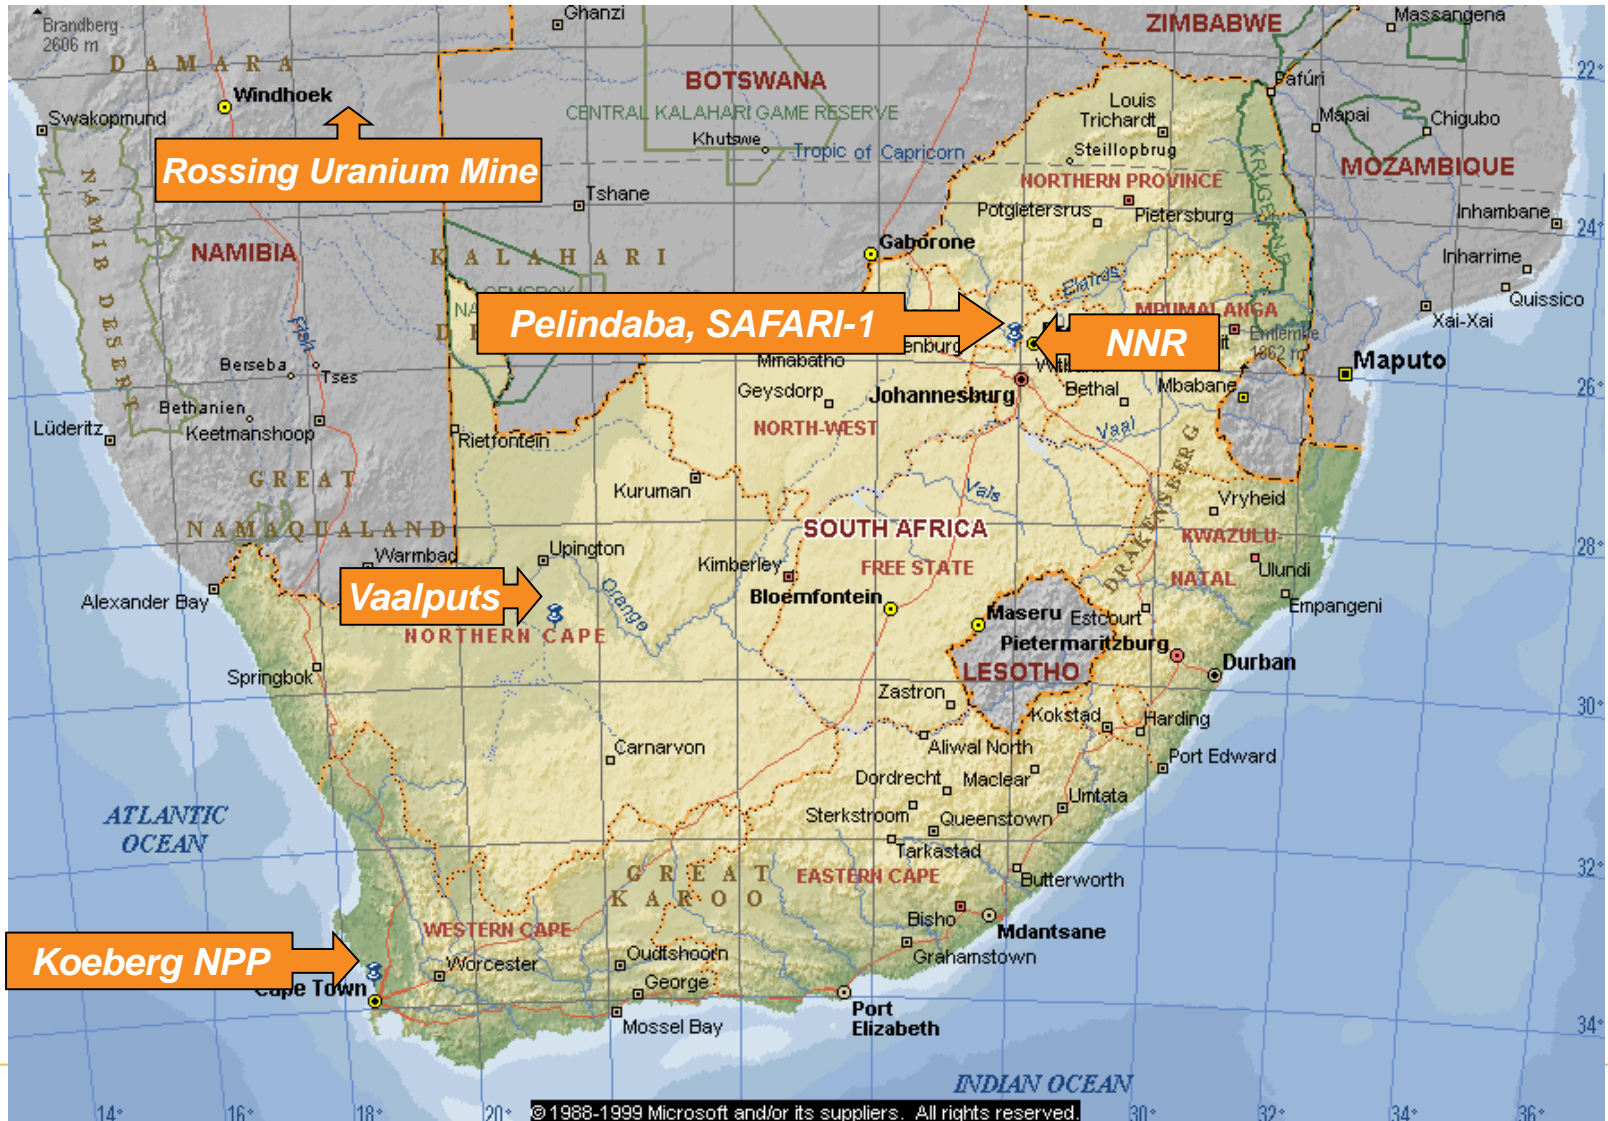 Brandberg
2606 m
Ghanzi
ZIMBABWE
Massangena
DAMARA
BOTSWANA
22°
Pafúri
Windhoek
Louis
Trichardt
CENTRAL KALAHARI GAME RESERVE
Swakopmund
Mapai
Chigubo
Khutswe
Tropic of Capricorn
Steillopbrug
Rossing Uranium Mine
MOZAMBIQUE
NORTHERN PROVINCE
KRUGER
Tshane
Potgietersrus
Pietersburg
Inhambane
24°
NAMIB DESERT
NAMIBIA
KALAHARI
Gaborone
Inharrime
Elands
GEMSBOK
Quissico
Pelindaba, SAFARI-1
MPUMALANGA
Xai-Xai
NNR
Fish
Emlembe
1862 m
Mmabatho
Maputo
Berseba
Tses
Geysdorp
Johannesburg
Bethal
Mbabane
26°
Bethanien
Keetmanshoop
Lüderitz
Rietfontein
NORTH-WEST
Vaal
GREAT
NAMAQUALAND
Kuruman
Vals
DRAKENSBERG
Vryheid
SOUTH AFRICA
KWAZULU-
NATAL
28°
Warmbad
Upington
Kimberley
FREE STATE
Ulundi
Alexander Bay
Vaalputs
Orange
Bloemfontein
Maseru
Estcourt
Empangeni
NORTHERN CAPE
Pietermaritzburg
Springbok
LESOTHO
Durban
Zastron
30°
Kokstad
Harding
Carnarvon
Aliwal North
Port Edward
Dordrecht
Maclear
ATLANTIC
OCEAN
Umtata
Sterkstroom
Queenstown
Tarkastad
32°
GREAT
KAROO
EASTERN CAPE
Butterworth
Bisho
WESTERN CAPE
Mdantsane
Koeberg NPP
Worcester
Oudtshoorn
Grahamstown
Cape Town
George
Port
Elizabeth
Mossel Bay
34°
INDIAN OCEAN
14°
16°
18°
20°
© 1988-1999 Microsoft and/or its suppliers. All rights reserved.
30°
32°
34°
36°